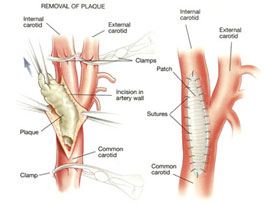 REMOVAL OF PLAQUE
Internal
carotid
External
carotid
Clamps
Incision in
artery wall
Plaque
Common
carotid
Clamp
Internal
carotid
External
carotid
Patch
Sutures
Common
carotid